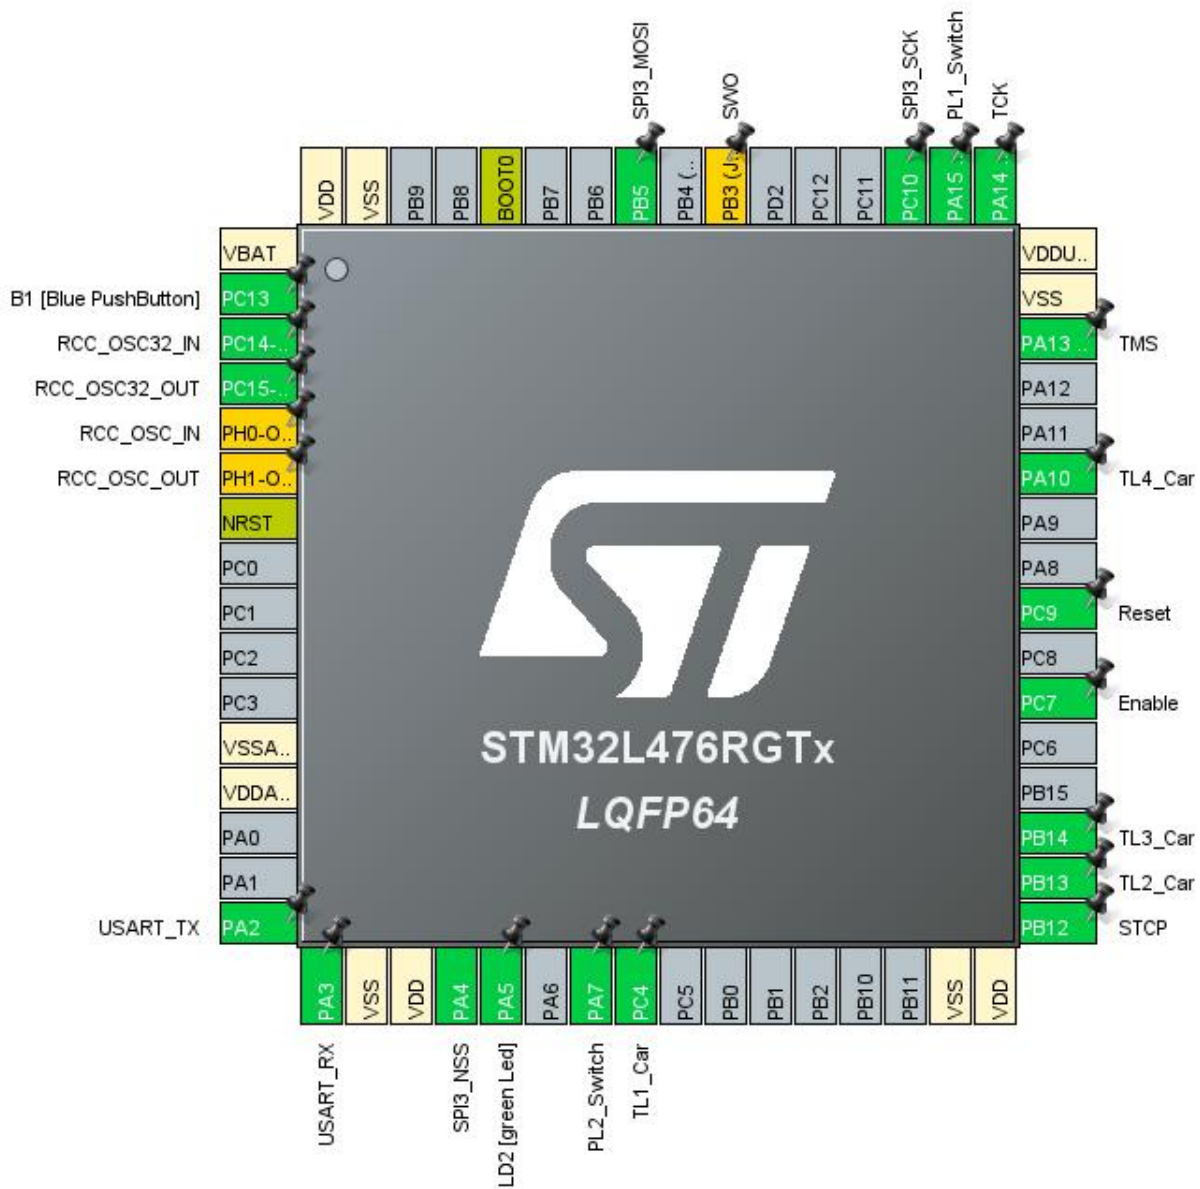 SPI3_MOSI
SWO
SPI3_SCK
PL1_Switch
TCK
VDD
VSS
PB9
PB8
BOOT0
PB7
PB6
PB5
PB4 (..
PB3 (J..
PD2
PC12
PC11
PC10
PA15 ..
PA14 ..
VBAT
VDDU..
B1 [Blue PushButton] PC13
VSS
RCC_OSC32_IN PC14-..
PA13 .. TMS
RCC_OSC32_OUT PC15-..
PA12
RCC_OSC_IN PH0-O..
PA11
RCC_OSC_OUT PH1-O..
PA10 TL4_Car
NRST
PA9
PC0
PA8
PC1
PC9 Reset
PC2
PC8
PC3
PC7 Enable
VSSA..
PC6
VDDA..
PB15
PA0
PB14 TL3_Car
PA1
PB13 TL2_Car
USART_TX PA2
PB12 STCP
ST
STM32L476RGTx
LQFP64
PA3
VSS
VDD
PA4
PA5
PA6
PA7
PC4
PC5
PB0
PB1
PB2
PB10
PB11
VSS
VDD
USART_RX
SPI3_NSS
LD2 [green Led]
PL2_Switch
TL1_Car